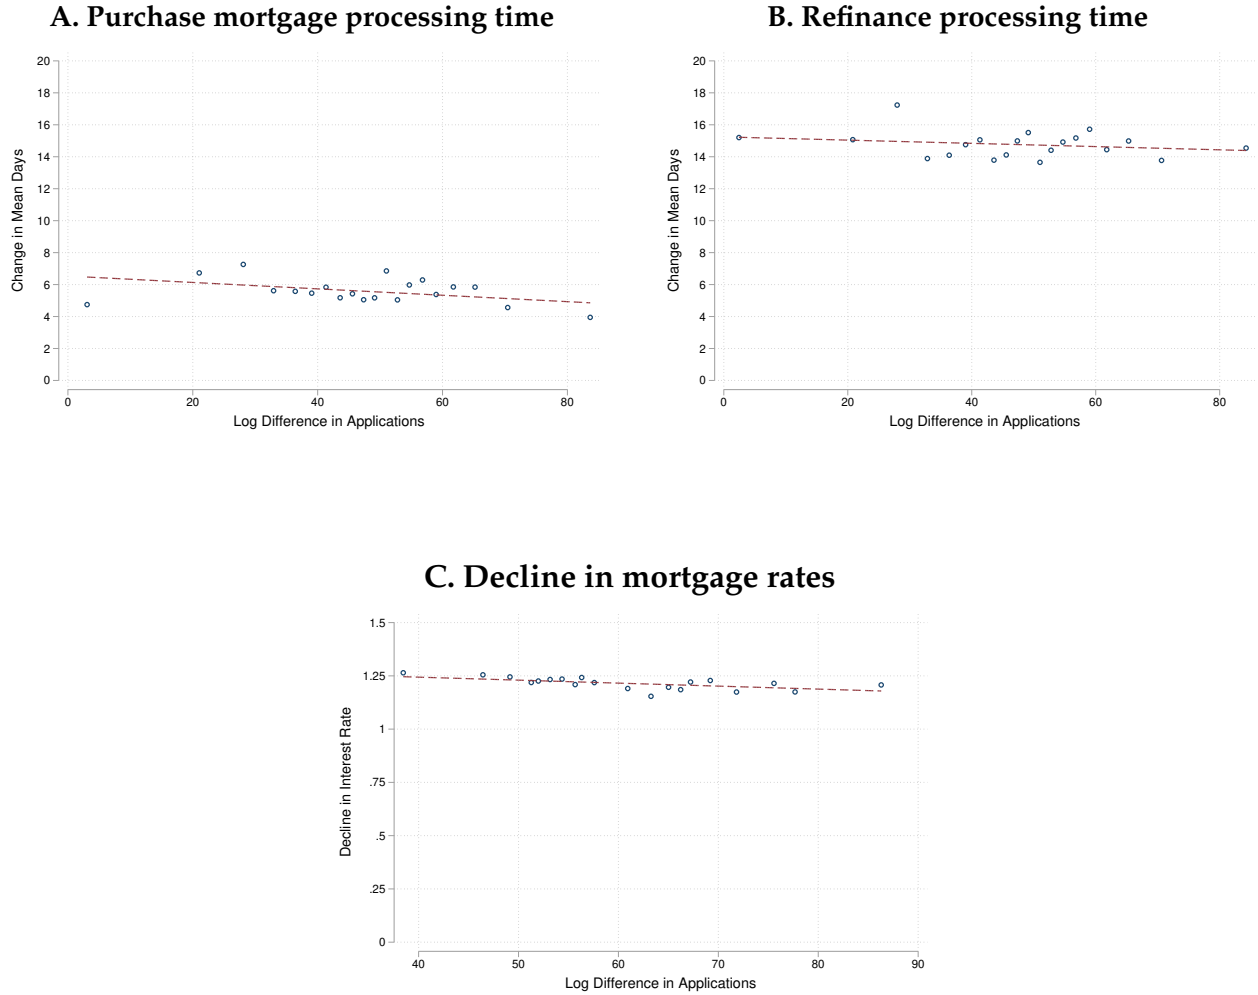 A. Purchase mortgage processing time
20
18
16
14
12
10
8
6
4
2
0
Change in Mean Days
0 20 40 60 80
Log Difference in Applications
B. Refinance processing time
20
18
16
14
12
10
8
6
4
2
0
Change in Mean Days
0 20 40 60 80
Log Difference in Applications
C. Decline in mortgage rates
1.5
1.25
1
.75
.5
.25
0
Decline in Interest Rate
40 50 60 70 80 90
Log Difference in Applications